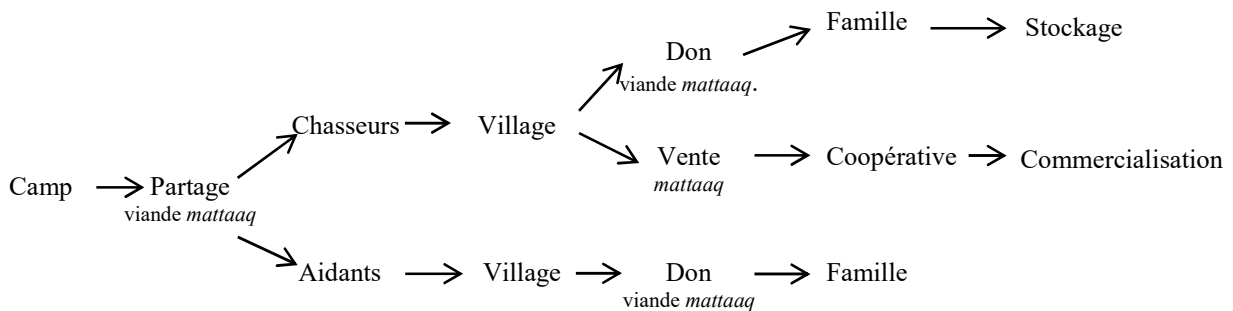 Famille
Stockage
Don
viande mattaaq.
Chasseurs
Village
Vente
mattaaq
Coopérative
Commercialisation
Camp
Partage
viande mattaaq
Aidants
Village
Don
viande mattaaq
Famille